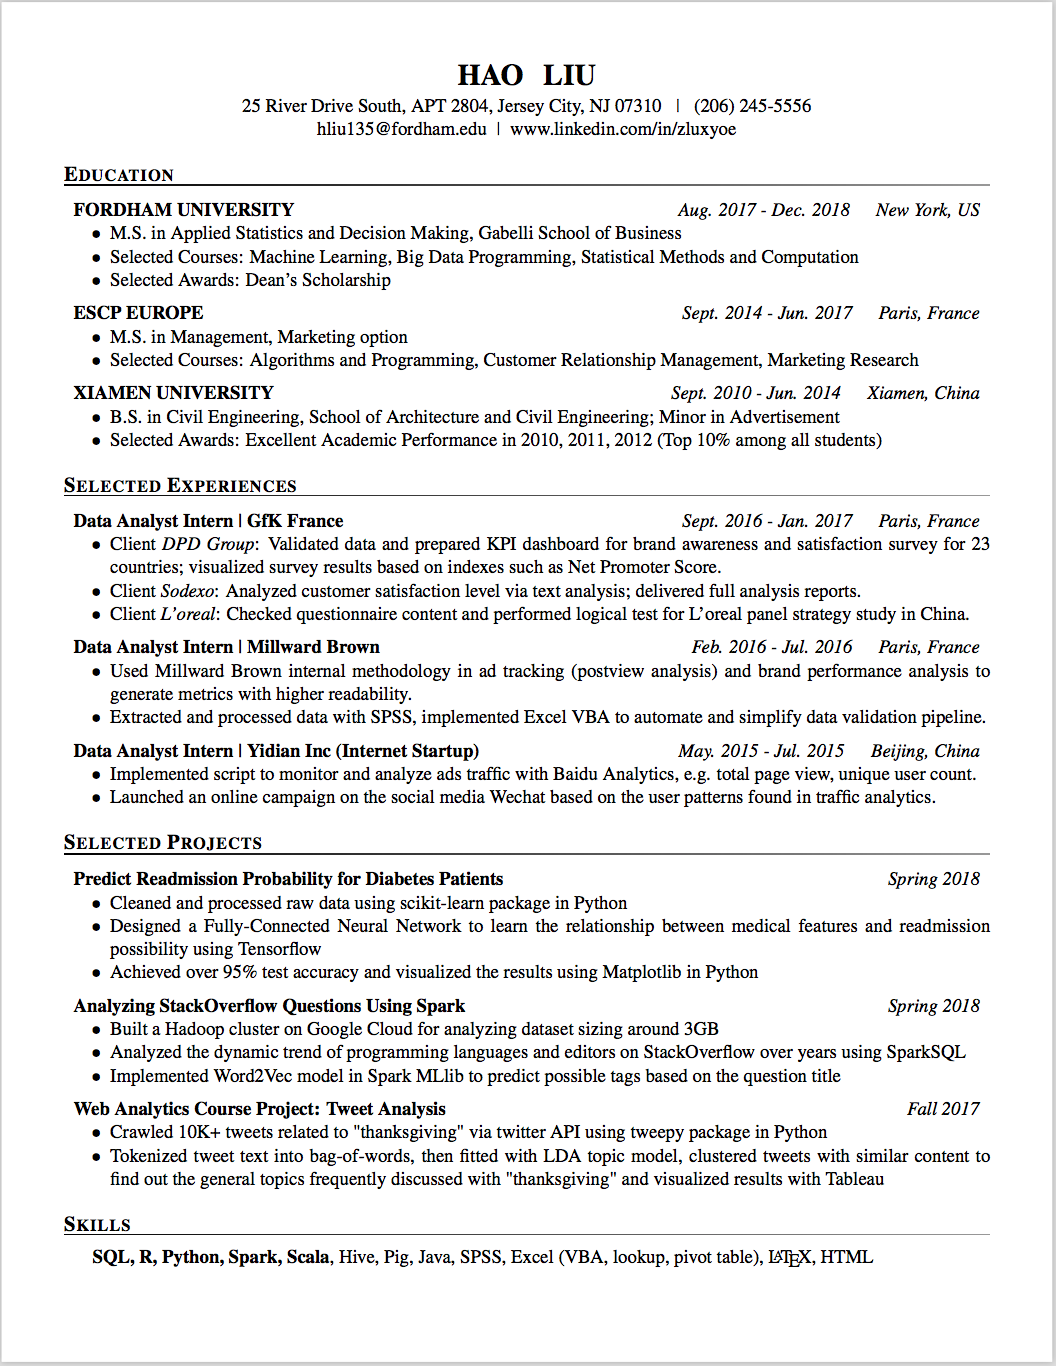 HAO LIU
25 River Drive South, APT 2804, Jersey City, NJ 07310 | (206) 245-5556
hliu135@fordham.edu | www.linkedin.com/in/zluxyoe
EDUCATION
FORDHAM UNIVERSITY Aug. 2017 - Dec. 2018 New York, US
• M.S. in Applied Statistics and Decision Making, Gabelli School of Business
• Selected Courses: Machine Learning, Big Data Programming, Statistical Methods and Computation
• Selected Awards: Dean's Scholarship
ESCP EUROPE Sept. 2014 - Jun. 2017 Paris, France
• M.S. in Management, Marketing option
• Selected Courses: Algorithms and Programming, Customer Relationship Management, Marketing Research
XIAMEN UNIVERSITY Sept. 2010 - Jun. 2014 Xiamen, China
• B.S. in Civil Engineering, School of Architecture and Civil Engineering; Minor in Advertisement
• Selected Awards: Excellent Academic Performance in 2010, 2011, 2012 (Top 10% among all students)
SELECTED EXPERIENCES
Data Analyst Intern | GfK France Sept. 2016 - Jan. 2017 Paris, France
• Client DPD Group: Validated data and prepared KPI dashboard for brand awareness and satisfaction survey for 23
countries; visualized survey results based on indexes such as Net Promoter Score.
• Client Sodexo: Analyzed customer satisfaction level via text analysis; delivered full analysis reports.
• Client L'oreal: Checked questionnaire content and performed logical test for L'oreal panel strategy study in China.
Data Analyst Intern | Millward Brown Feb. 2016 - Jul. 2016 Paris, France
• Used Millward Brown internal methodology in ad tracking (postview analysis) and brand performance analysis to
generate metrics with higher readability.
• Extracted and processed data with SPSS, implemented Excel VBA to automate and simplify data validation pipeline.
Data Analyst Intern | Yidian Inc (Internet Startup) May. 2015 - Jul. 2015 Beijing, China
• Implemented script to monitor and analyze ads traffic with Baidu Analytics, e.g. total page view, unique user count.
• Launched an online campaign on the social media Wechat based on the user patterns found in traffic analytics.
SELECTED PROJECTS
Predict Readmission Probability for Diabetes Patients Spring 2018
• Cleaned and processed raw data using scikit-learn package in Python
• Designed a Fully-Connected Neural Network to learn the relationship between medical features and readmission
possibility using Tensorflow
• Achieved over 95% test accuracy and visualized the results using Matplotlib in Python
Analyzing StackOverflow Questions Using Spark Spring 2018
• Built a Hadoop cluster on Google Cloud for analyzing dataset sizing around 3GB
• Analyzed the dynamic trend of programming languages and editors on StackOverflow over years using SparkSQL
• Implemented Word2Vec model in Spark MLlib to predict possible tags based on the question title
Web Analytics Course Project: Tweet Analysis Fall 2017
• Crawled 10K+ tweets related to "thanksgiving" via twitter API using tweepy package in Python
• Tokenized tweet text into bag-of-words, then fitted with LDA topic model, clustered tweets with similar content to
find out the general topics frequently discussed with "thanksgiving" and visualized results with Tableau
SKILLS
SQL, R, Python, Spark, Scala, Hive, Pig, Java, SPSS, Excel (VBA, lookup, pivot table), LATEX, HTML